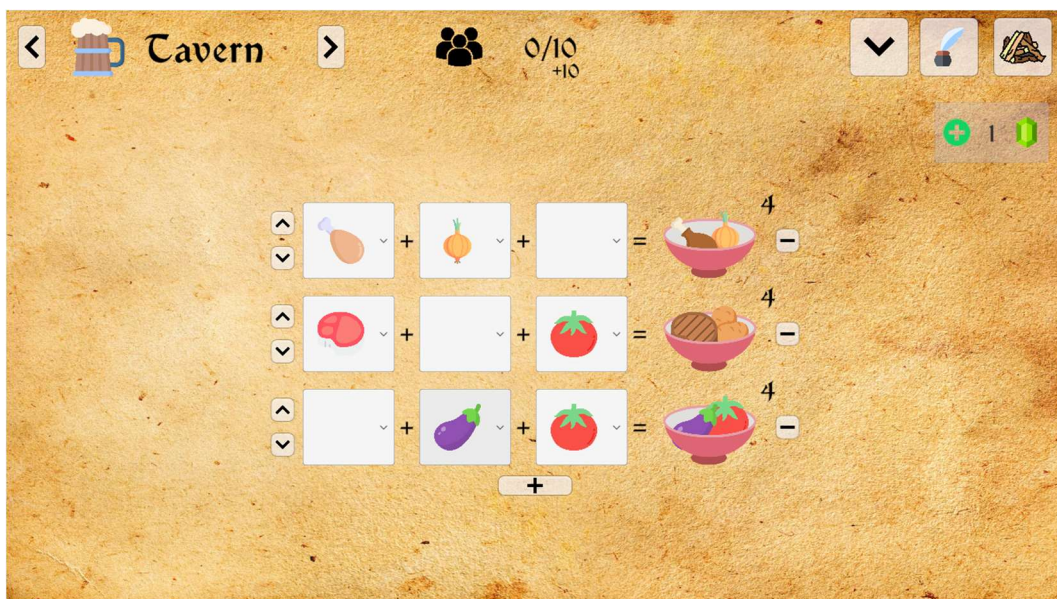 Tavern
0/10
+10
1
4
+ + =
4
+ + =
4
+ + =
+